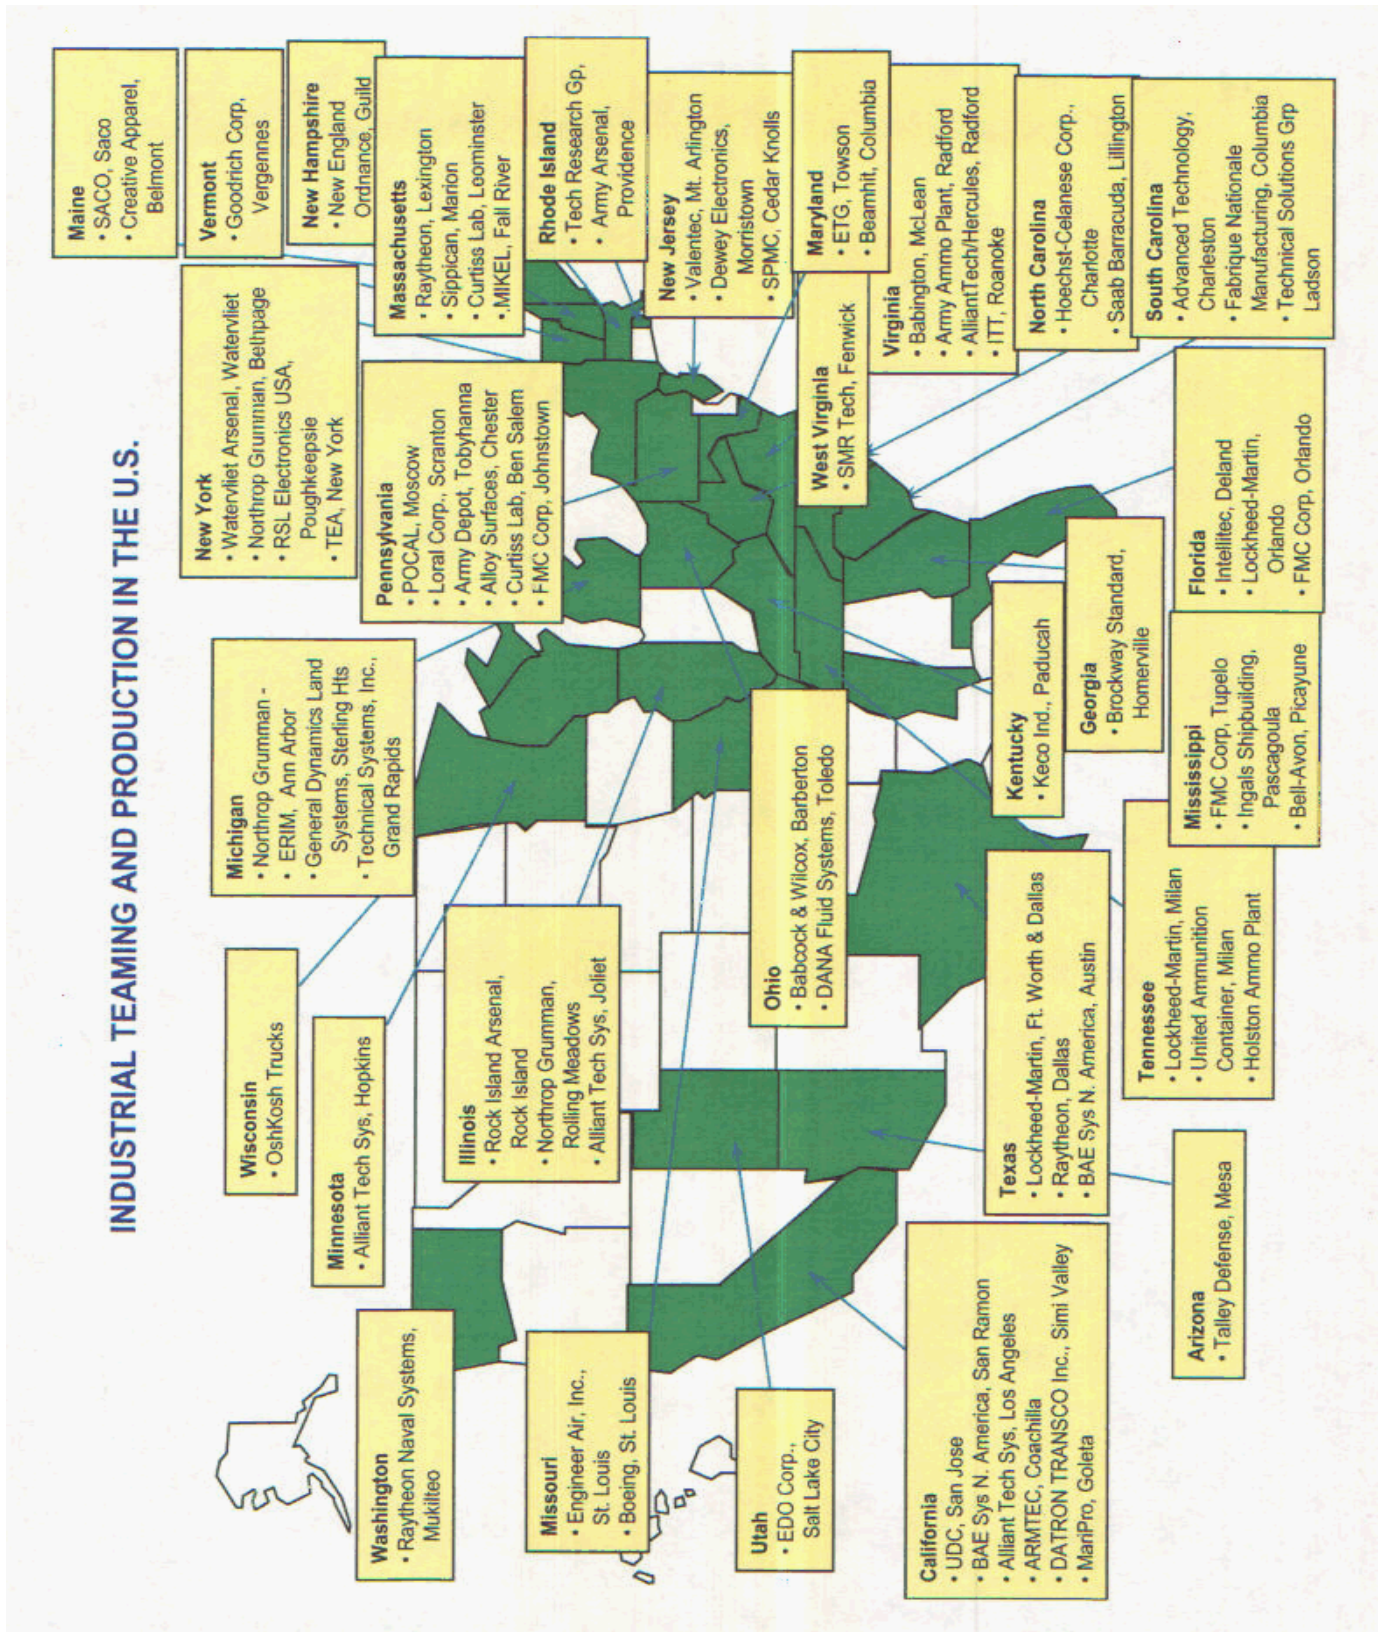 INDUSTRIAL TEAMING AND PRODUCTION IN THE U.S.
Washington
• Raytheon Naval Systems,
Mukilteo
Missouri
• Engineer Air, Inc.,
St. Louis
• Boeing, St. Louis
Utah
• EDO Corp.,
Salt Lake City
California
• UDC, San Jose
• BAE Sys N. America, San Ramon
• Alliant Tech Sys, Los Angeles
• ARMTEC, Coachilla
• DATRON TRANSCO Inc., Simi Valley
• MariPro, Goleta
Arizona
• Talley Defense, Mesa
Wisconsin
• OshKosh Trucks
Minnesota
• Alliant Tech Sys, Hopkins
Illinois
• Rock Island Arsenal,
Rock Island
• Northrop Grumman,
Rolling Meadows
• Alliant Tech Sys, Joliet
Ohio
• Babcock & Wilcox, Barberton
• DANA Fluid Systems, Toledo
Texas
• Lockheed-Martin, Ft. Worth & Dallas
• Raytheon, Dallas
• BAE Sys N. America, Austin
Tennessee
• Lockheed-Martin, Milan
• United Ammunition
Container, Milan
• Holston Ammo Plant
Michigan
• Northrop Grumman -
• ERIM, Ann Arbor
• General Dynamics Land
Systems, Sterling Hts
• Technical Systems, Inc.,
Grand Rapids
Kentucky
• Keco Ind., Paducah
Georgia
• Brockway Standard,
Homerville
Mississippi
• FMC Corp, Tupelo
• Ingals Shipbuilding,
Pascagoula
• Bell-Avon, Picayune
Florida
• Intellitec, Deland
• Lockheed-Martin,
Orlando
• FMC Corp, Orlando
New York
• Watervliet Arsenal, Watervliet
• Northrop Grumman, Bethpage
• RSL Electronics USA,
Poughkeepsie
• TEA, New York
Pennsylvania
• POCAL, Moscow
• Loral Corp., Scranton
• Army Depot, Tobyhanna
• Alloy Surfaces, Chester
• Curtiss Lab, Ben Salem
• FMC Corp, Johnstown
West Virginia
• SMR Tech, Fenwick
Maine
• SACO, Saco
• Creative Apparel,
Belmont
Vermont
• Goodrich Corp,
Vergennes
New Hampshire
• New England
Ordnance, Guild
Massachusetts
• Raytheon, Lexington
• Sippican, Marion
• Curtiss Lab, Leominster
• MIKEL, Fall River
Rhode Island
• Tech Research Gp,
• Army Arsenal,
Providence
New Jersey
• Valentec, Mt. Arlington
• Dewey Electronics,
Morristown
• SPMC, Cedar Knolls
Maryland
• ETG, Towson
• Beamhit, Columbia
Virginia
• Babington, McLean
• Army Ammo Plant, Radford
• AlliantTech/Hercules, Radford
• ITT, Roanoke
North Carolina
• Hoechst-Celanese Corp.,
Charlotte
• Saab Barracuda, Lillington
South Carolina
• Advanced Technology,
Charleston
• Fabrique Nationale
Manufacturing, Columbia
• Technical Solutions Grp
Ladson